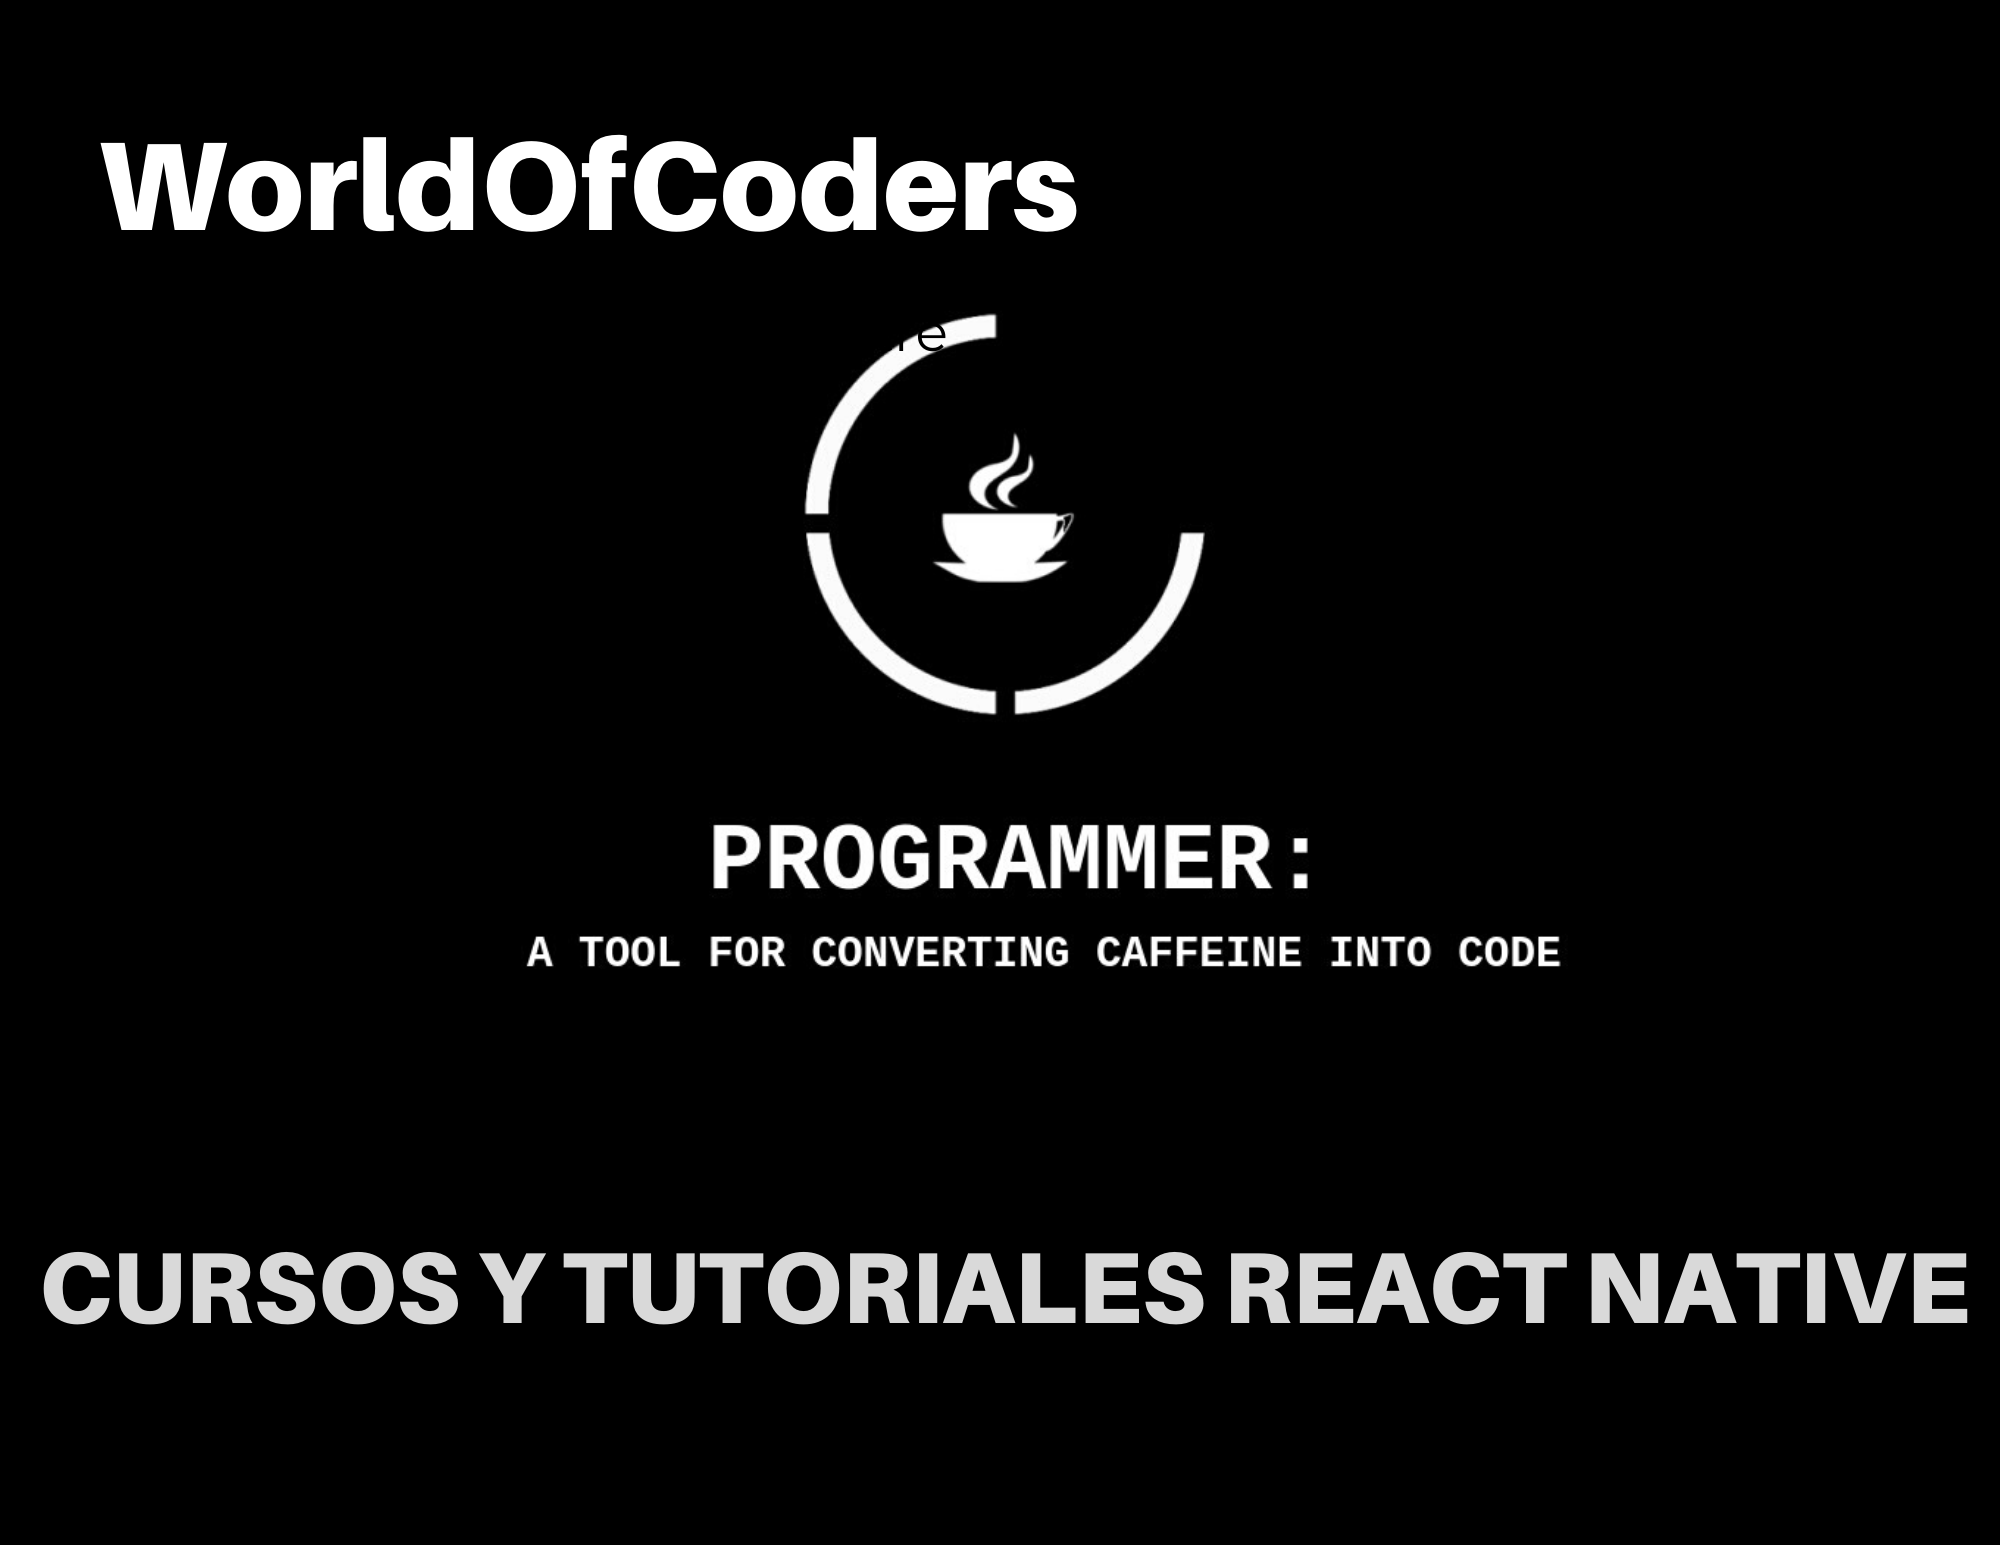 WorldOfCoders
PROGRAMMER:
A TOOL FOR CONVERTING CAFFEINE INTO CODE
CURSOS Y TUTORIALES REACT NATIVE